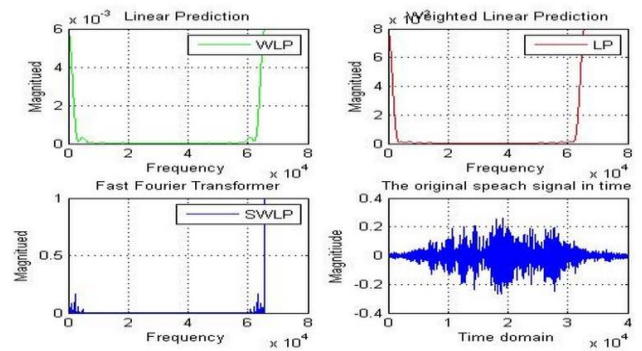 x 10⁻³ Linear Prediction
Magnitued
6
4
2
0
WLP
0 2 4 6 8
Frequency x 10⁴
Weighted Linear Prediction
Magnitued
8
6
4
2
0
LP
0 2 4 6 8
Frequency x 10⁴
Fast Fourier Transformer
Magnitued
1
0.5
0
SWLP
0 2 4 6 8
Frequency x 10⁴
The original speach signal in time
Magnitiude
0.4
0.2
0
-0.2
-0.4
0 1 2 3 4
Time domain x 10⁴